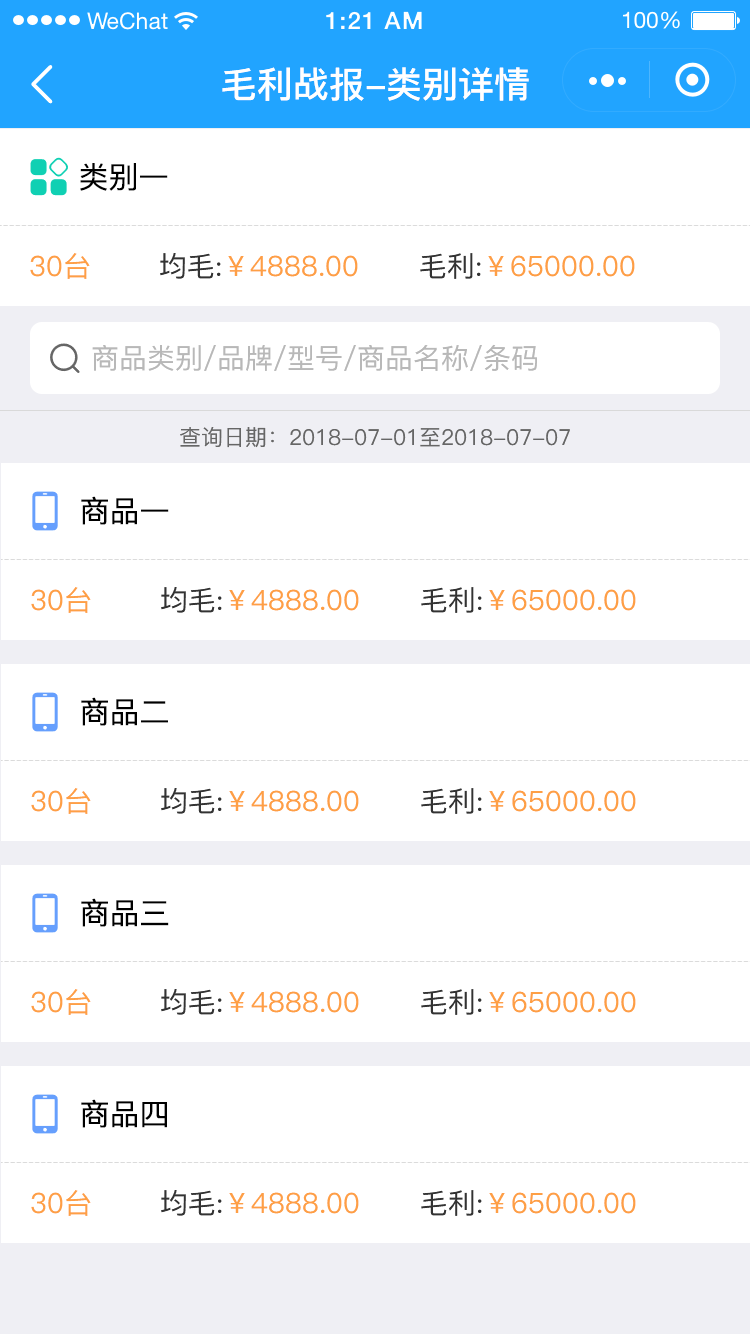 WeChat 1:21 AM 100%
毛利战报–类别详情
类别一
30台 均毛:￥4888.00 毛利:￥65000.00
商品类别/品牌/型号/商品名称/条码
查询日期：2018–07–01至2018–07–07
商品一
30台 均毛:￥4888.00 毛利:￥65000.00
商品二
30台 均毛:￥4888.00 毛利:￥65000.00
商品三
30台 均毛:￥4888.00 毛利:￥65000.00
商品四
30台 均毛:￥4888.00 毛利:￥65000.00